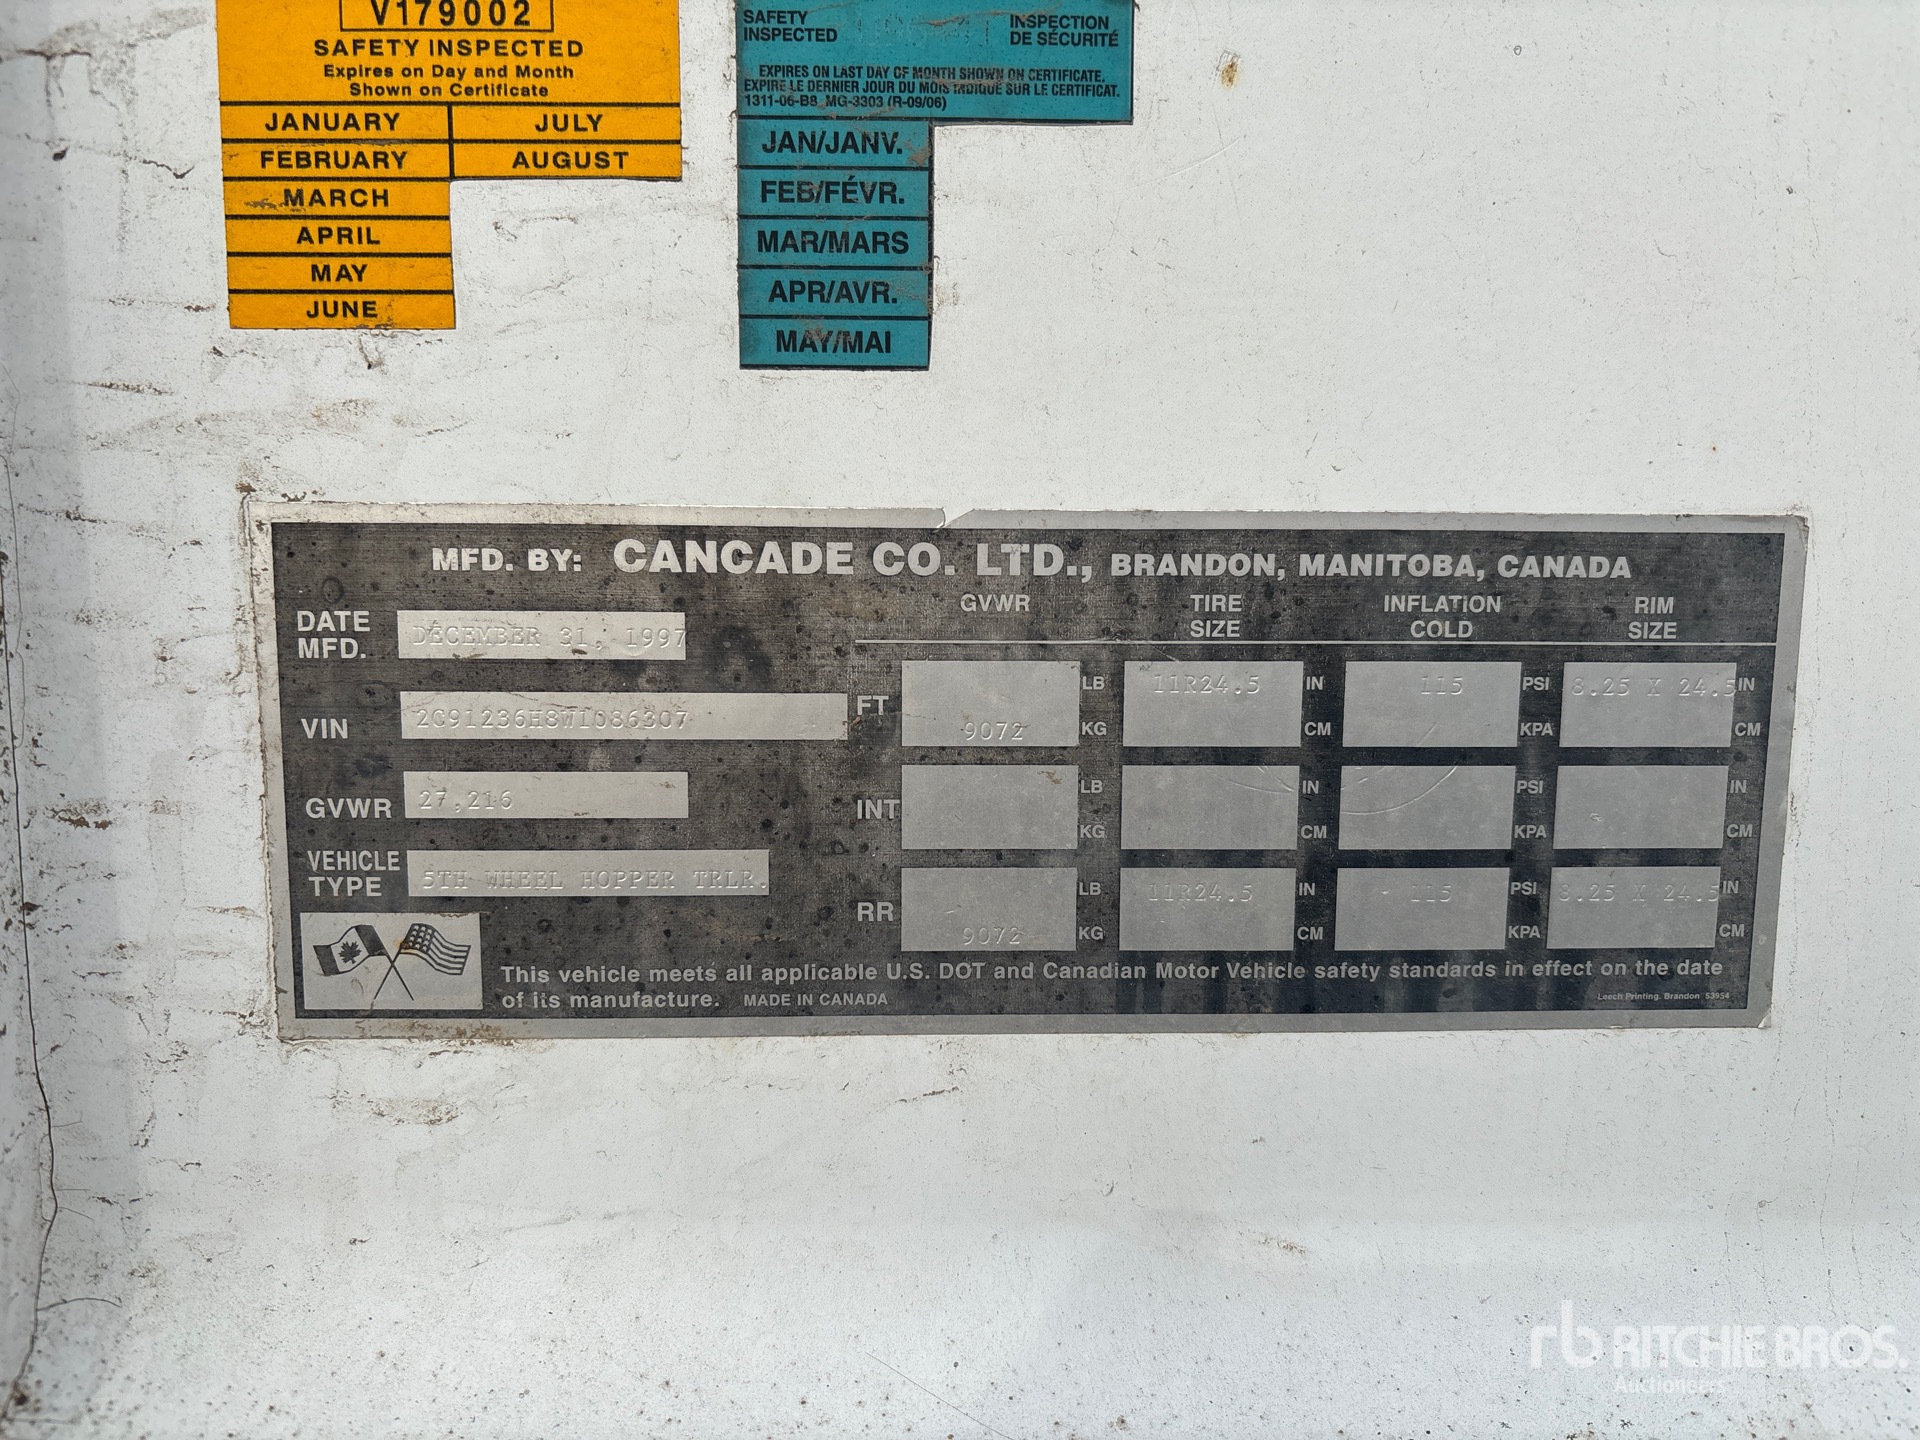 V179002
SAFETY INSPECTED
Expires on Day and Month
Shown on Certificate
JANUARY JULY
FEBRUARY AUGUST
MARCH
APRIL
MAY
JUNE
SAFETY INSPECTED
INSPECTION DE SÉCURITÉ
EXPIRES ON LAST DAY OF MONTH SHOWN ON CERTIFICATE.
EXPIRE LE DERNIER JOUR DU MOIS INDIQUÉ SUR LE CERTIFICAT.
1311-06-B8 MG-3303 (R-09/06)
JAN/JANV.
FEB/FÉVR.
MAR/MARS
APR/AVR.
MAY/MAI
MFD. BY: CANCADE CO. LTD., BRANDON, MANITOBA, CANADA
DATE MFD. DECEMBER 31, 1997
VIN 2C91236H8W1086307
GVWR 27,216
VEHICLE TYPE 5TH WHEEL HOPPER TRLR.
GVWR TIRE SIZE INFLATION COLD RIM SIZE
FT LB 11R24.5 IN 115 PSI 8.25 X 24.5 IN
9072 KG CM KPA CM
INT LB IN PSI IN
KG CM KPA CM
RR LB 11R24.5 IN 115 PSI 8.25 X 24.5 IN
9072 KG CM KPA CM
This vehicle meets all applicable U.S. DOT and Canadian Motor Vehicle safety standards in effect on the date
of its manufacture. MADE IN CANADA
Leech Printing. Brandon 53954
rb RITCHIE BROS.
Auctioneers